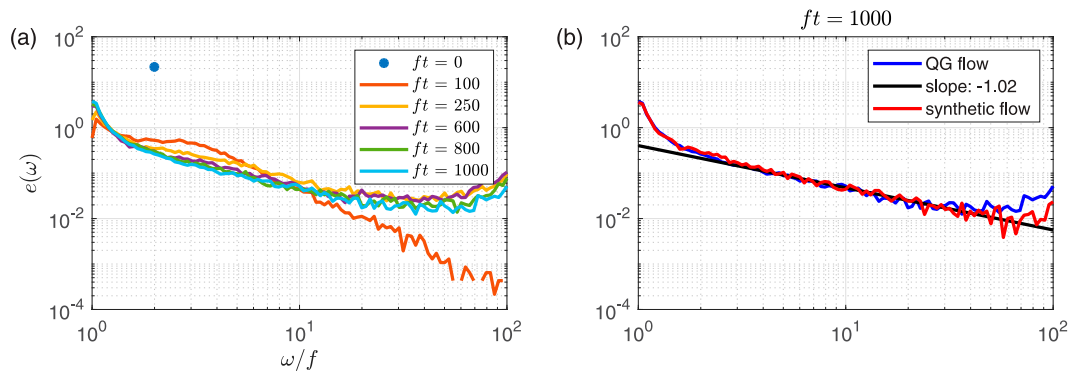 (a)
e(ω)
10^2
10^0
10^-2
10^-4
10^0
10^1
10^2
ω/f
ft = 0
ft = 100
ft = 250
ft = 600
ft = 800
ft = 1000
(b)
ft = 1000
10^2
10^0
10^-2
10^-4
10^0
10^1
10^2
QG flow
slope: -1.02
synthetic flow